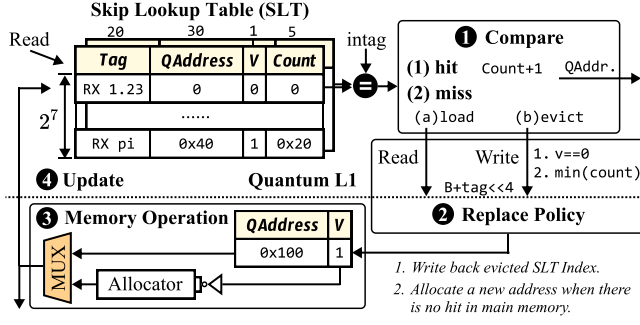 Skip Lookup Table (SLT)
20 30 1 5
Read
Tag QAddress V Count
RX 1.23 0 0 0
......
RX pi 0x40 1 0x20
2^7
intag
=
❶ Compare
(1) hit Count+1 QAddr.
(2) miss
(a)load (b)evict
Read Write 1. v==0
2. min(count)
B+tag<<4
❹ Update Quantum L1
❷ Replace Policy
❸ Memory Operation
QAddress V
0x100 1
MUX
Allocator
1. Write back evicted SLT Index.
2. Allocate a new address when there
is no hit in main memory.